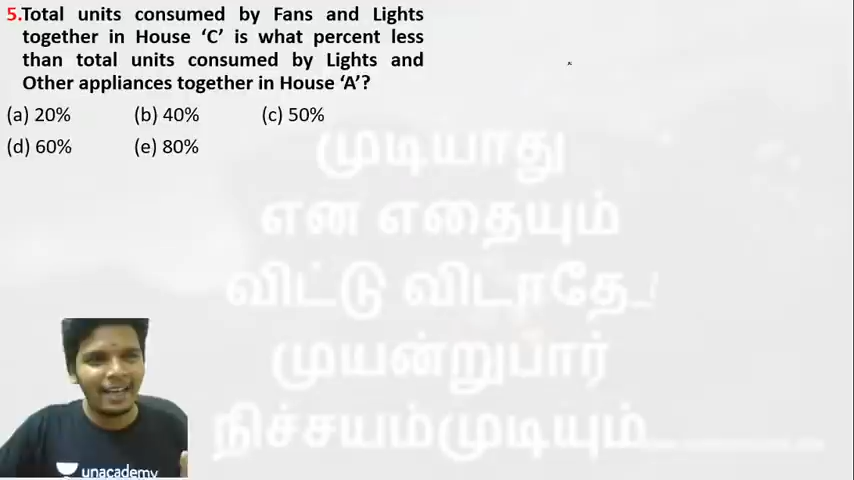 5.Total units consumed by Fans and Lights
together in House ‘C’ is what percent less
than total units consumed by Lights and
Other appliances together in House ‘A’?
(a) 20% (b) 40% (c) 50%
(d) 60% (e) 80%
முடியாது
என எதையும்
விட்டு விடாதே..!
முயன்றுபார்
நிச்சயம்முடியும்
unacademy